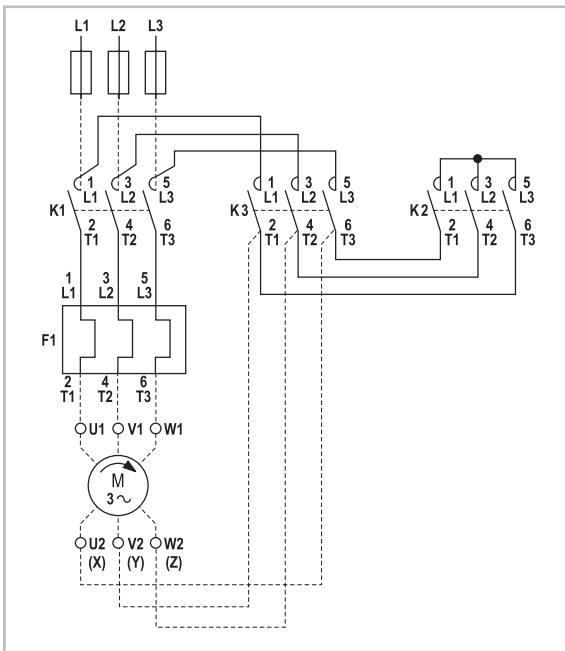 L1 L2 L3
1 3 5 1 3 5 1 3 5
L1 L2 L3 L1 L2 L3 L1 L2 L3
K1 K3 K2
2 4 6 2 4 6 2 4 6
T1 T2 T3 T1 T2 T3 T1 T2 T3
1 3 5
L1 L2 L3
F1
2 4 6
T1 T2 T3
U1 V1 W1
M
3~
U2 V2 W2
(X) (Y) (Z)